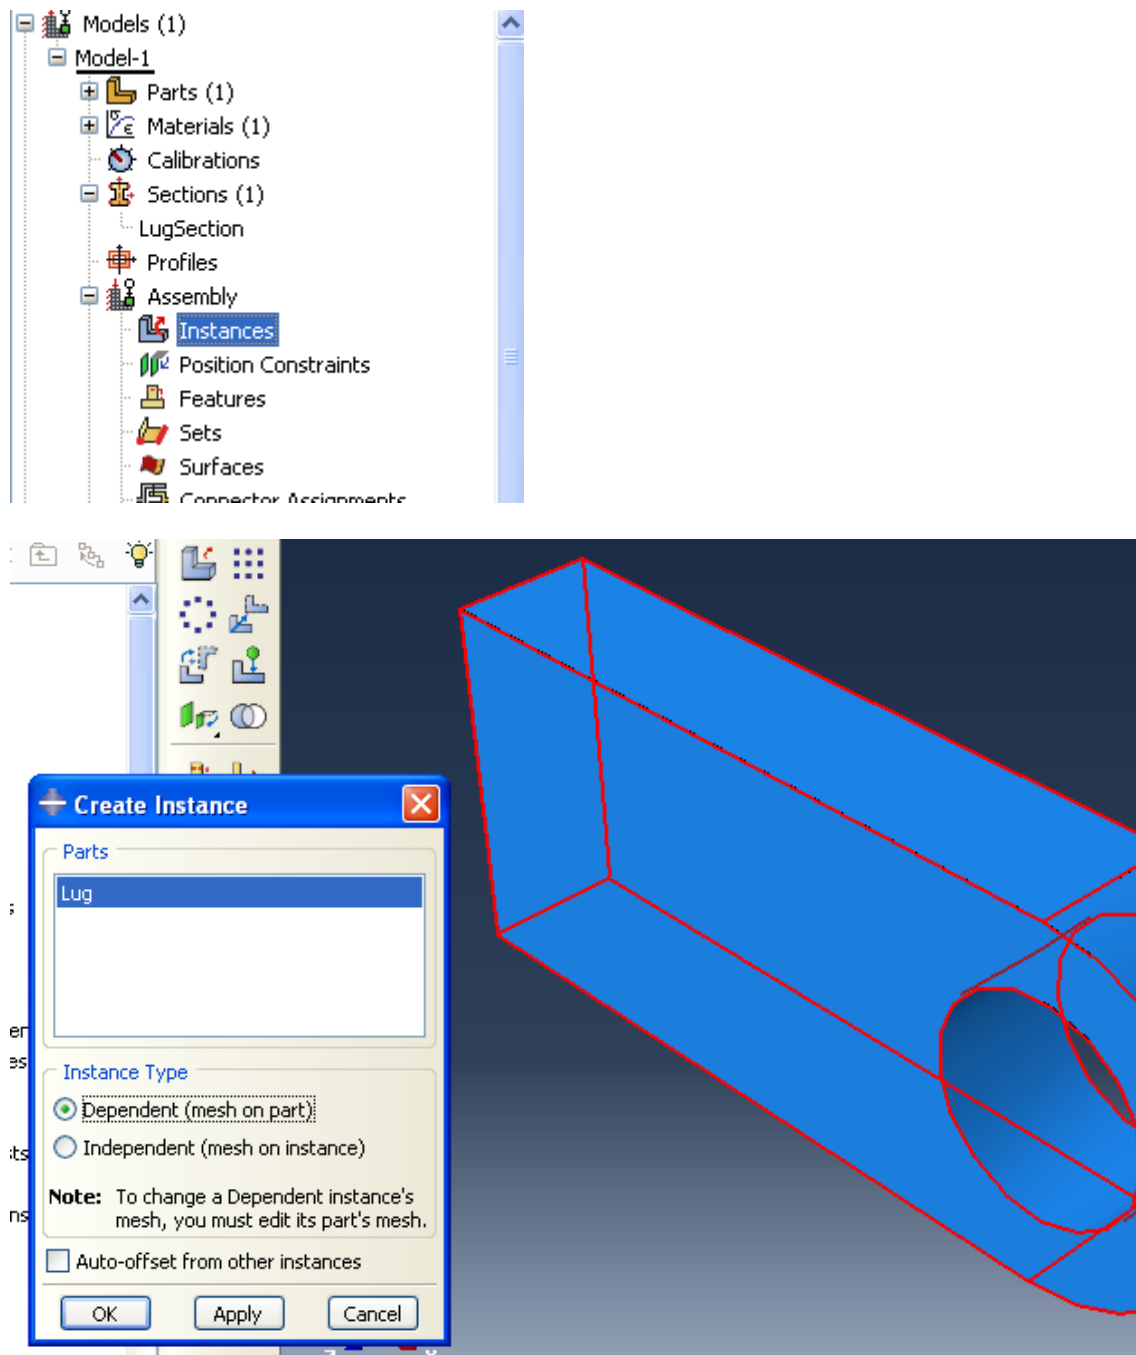 Models (1)
Model-1
Parts (1)
Materials (1)
Calibrations
Sections (1)
LugSection
Profiles
Assembly
Instances
Position Constraints
Features
Sets
Surfaces
Connector Assignments
Create Instance
Parts
Lug
Instance Type
Dependent (mesh on part)
Independent (mesh on instance)
Note: To change a Dependent instance's
mesh, you must edit its part's mesh.
Auto-offset from other instances
OK Apply Cancel